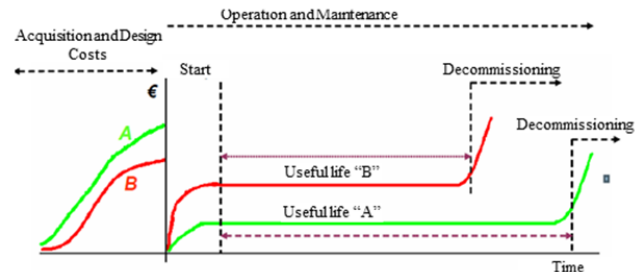 Operation and Maintenance
Acquisition and Design
Costs
Start
Decommissioning
€
A
Decommissioning
B
Useful life “B”
Useful life “A”
Time